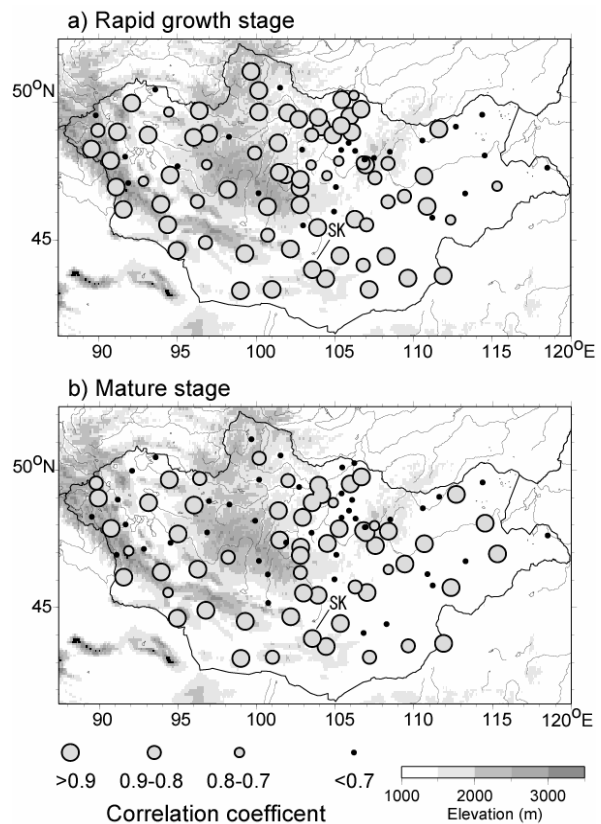 a) Rapid growth stage
50°N
45
SK
90 95 100 105 110 115 120°E
b) Mature stage
50°N
45
SK
90 95 100 105 110 115 120°E
>0.9 0.9-0.8 0.8-0.7 <0.7
Correlation coefficent
1000 2000 3000
Elevation (m)